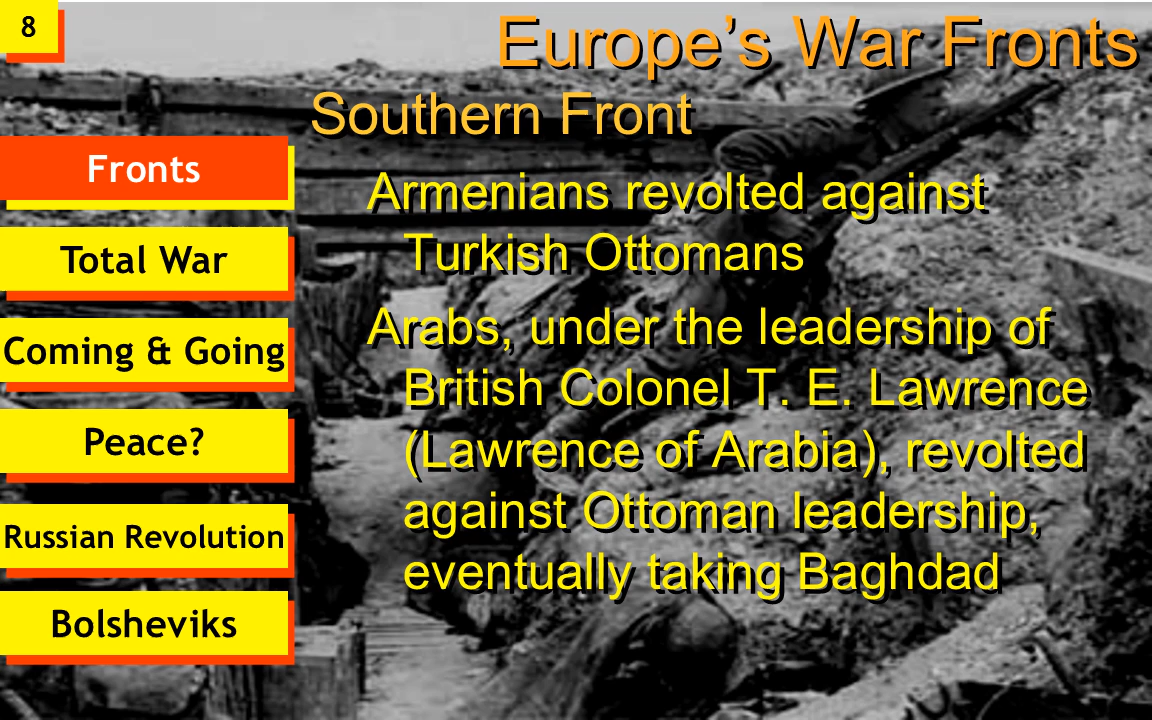 8
Europe’s War Fronts
Southern Front
Fronts
Total War
Coming & Going
Peace?
Russian Revolution
Bolsheviks
Armenians revolted against
Turkish Ottomans
Arabs, under the leadership of
British Colonel T. E. Lawrence
(Lawrence of Arabia), revolted
against Ottoman leadership,
eventually taking Baghdad